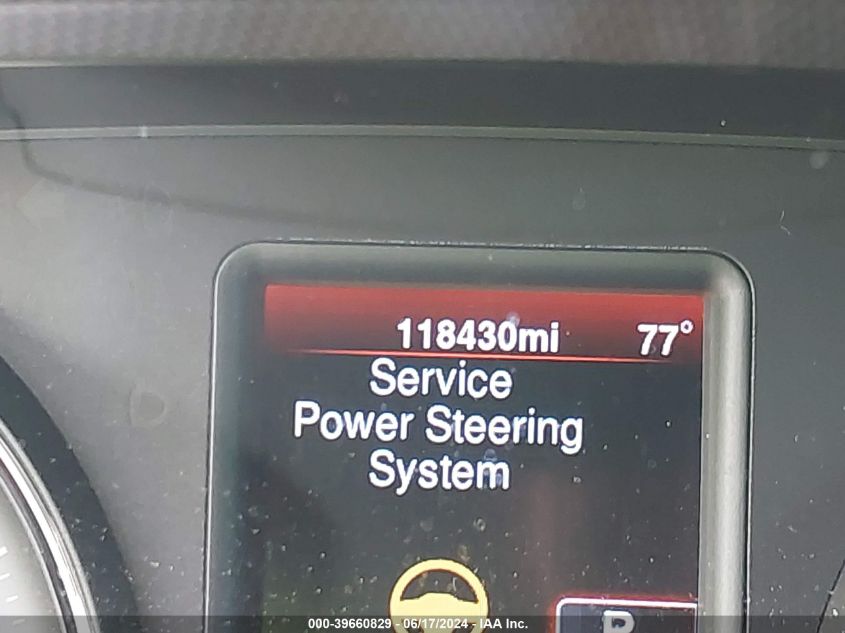 118430mi 77°
Service
Power Steering
System
000-39660829 - 06/17/2024 - IAA Inc.